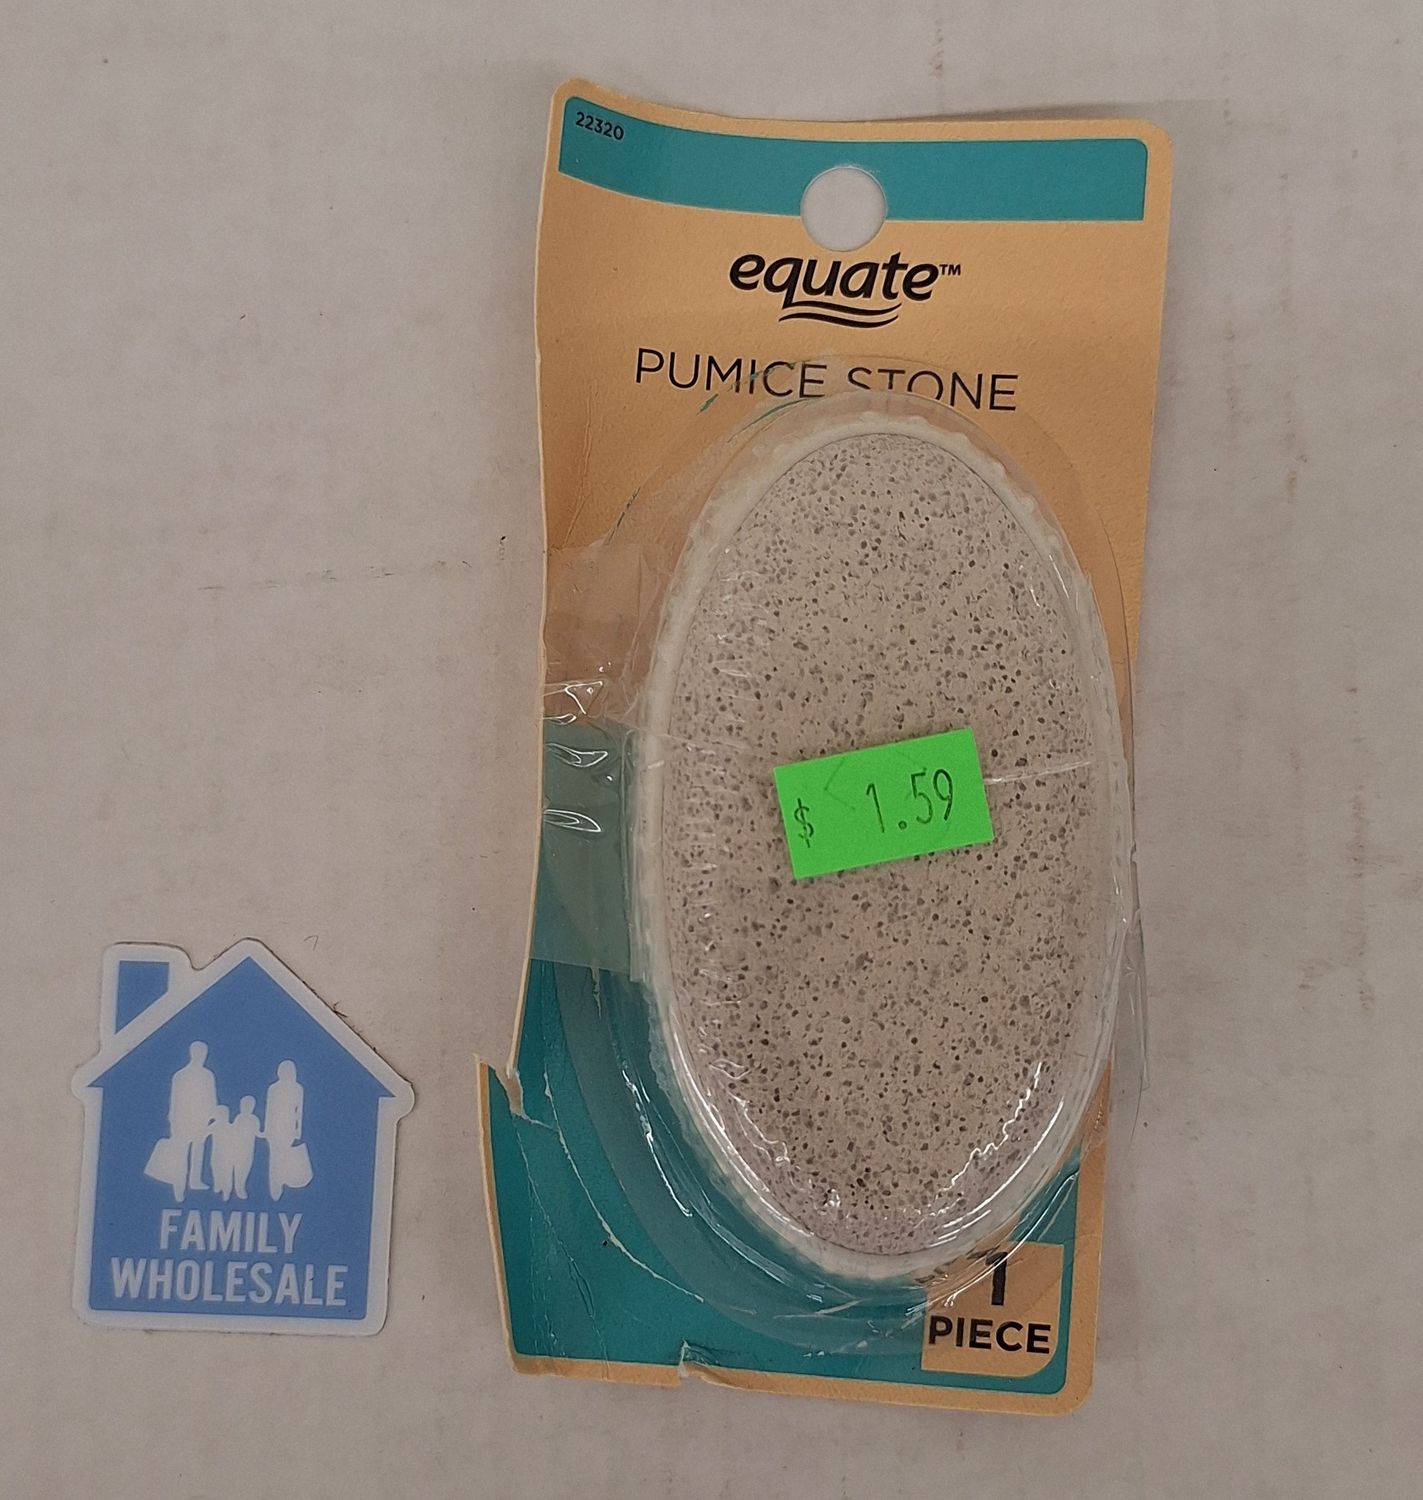 22320
equate™
PUMICE STONE
$ 1.59
1
PIECE
FAMILY
WHOLESALE